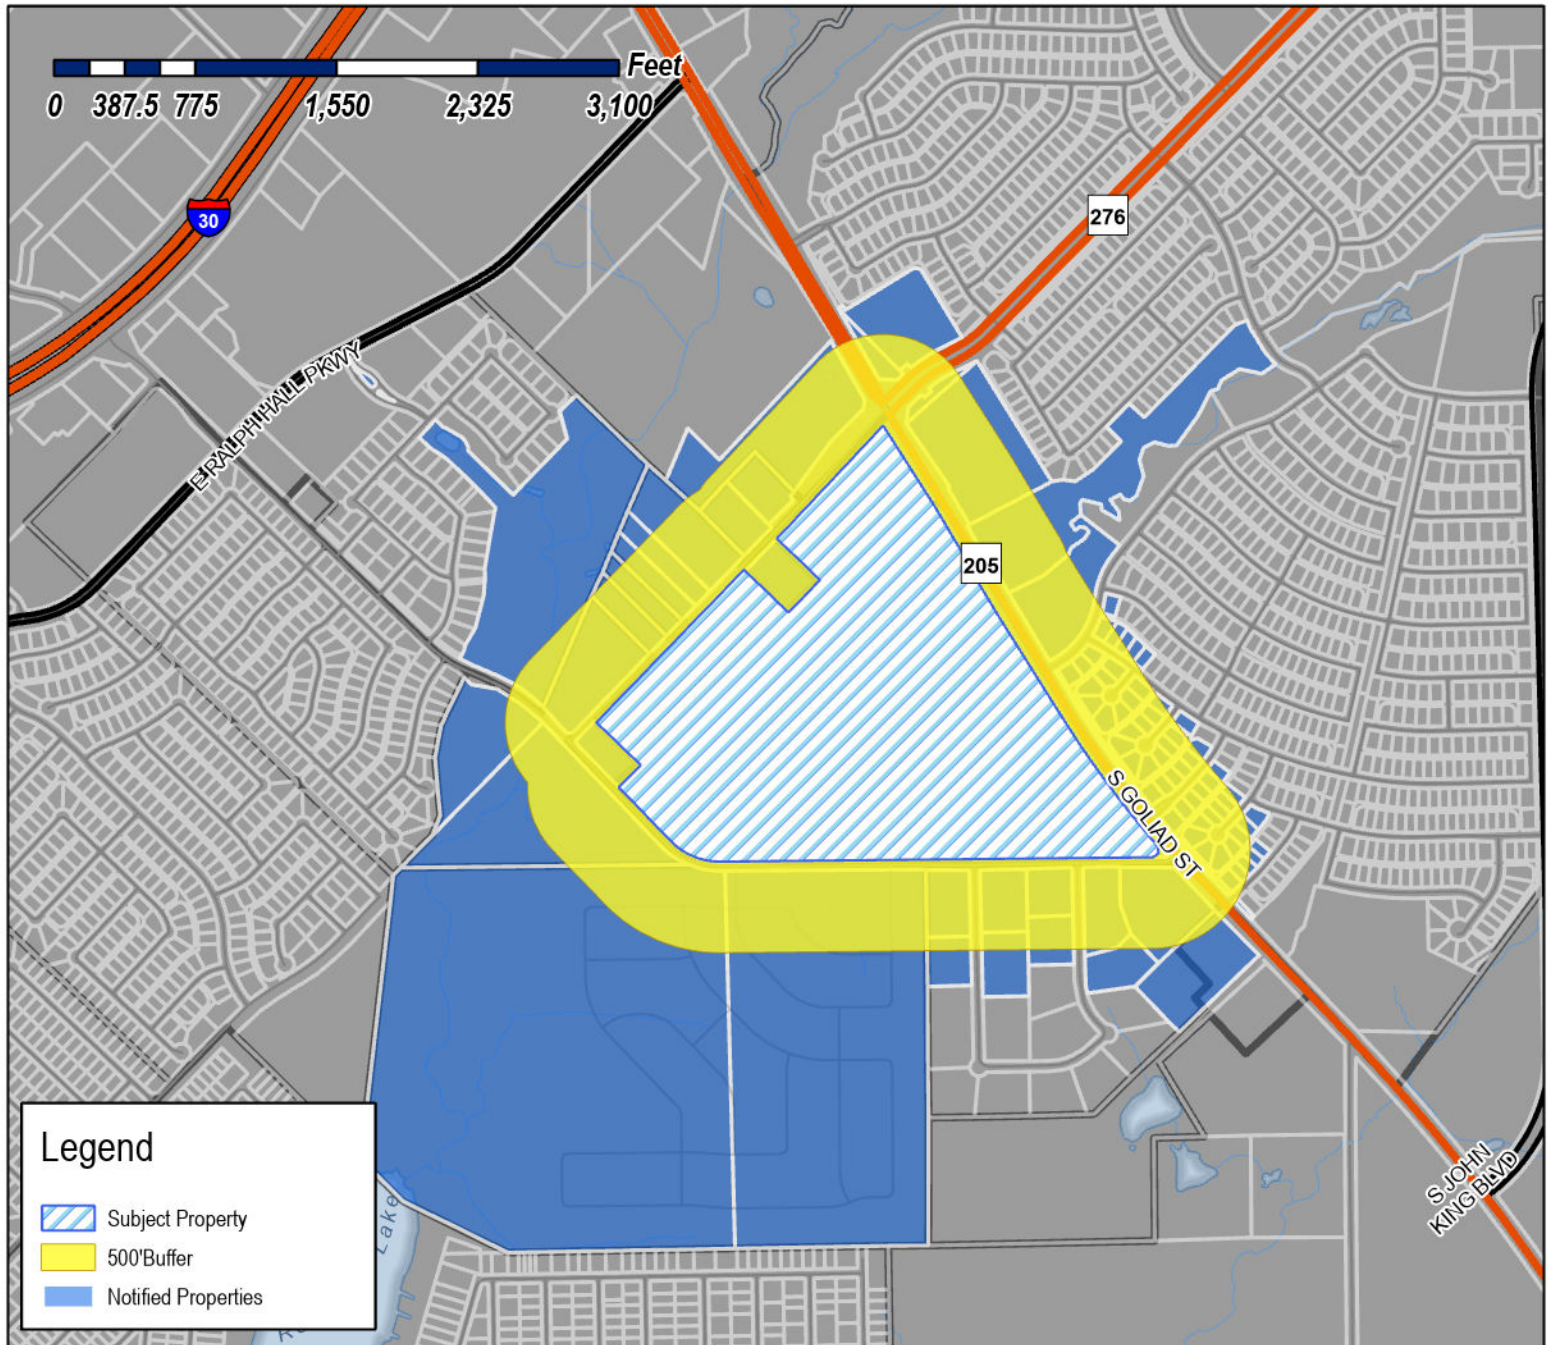 Feet
0 387.5 775 1,550 2,325 3,100
30
276
E RALPH HALL PKWY
205
S GOLIAD ST
S JOHN
KING BLVD
Lake
Legend
Subject Property
500'Buffer
Notified Properties